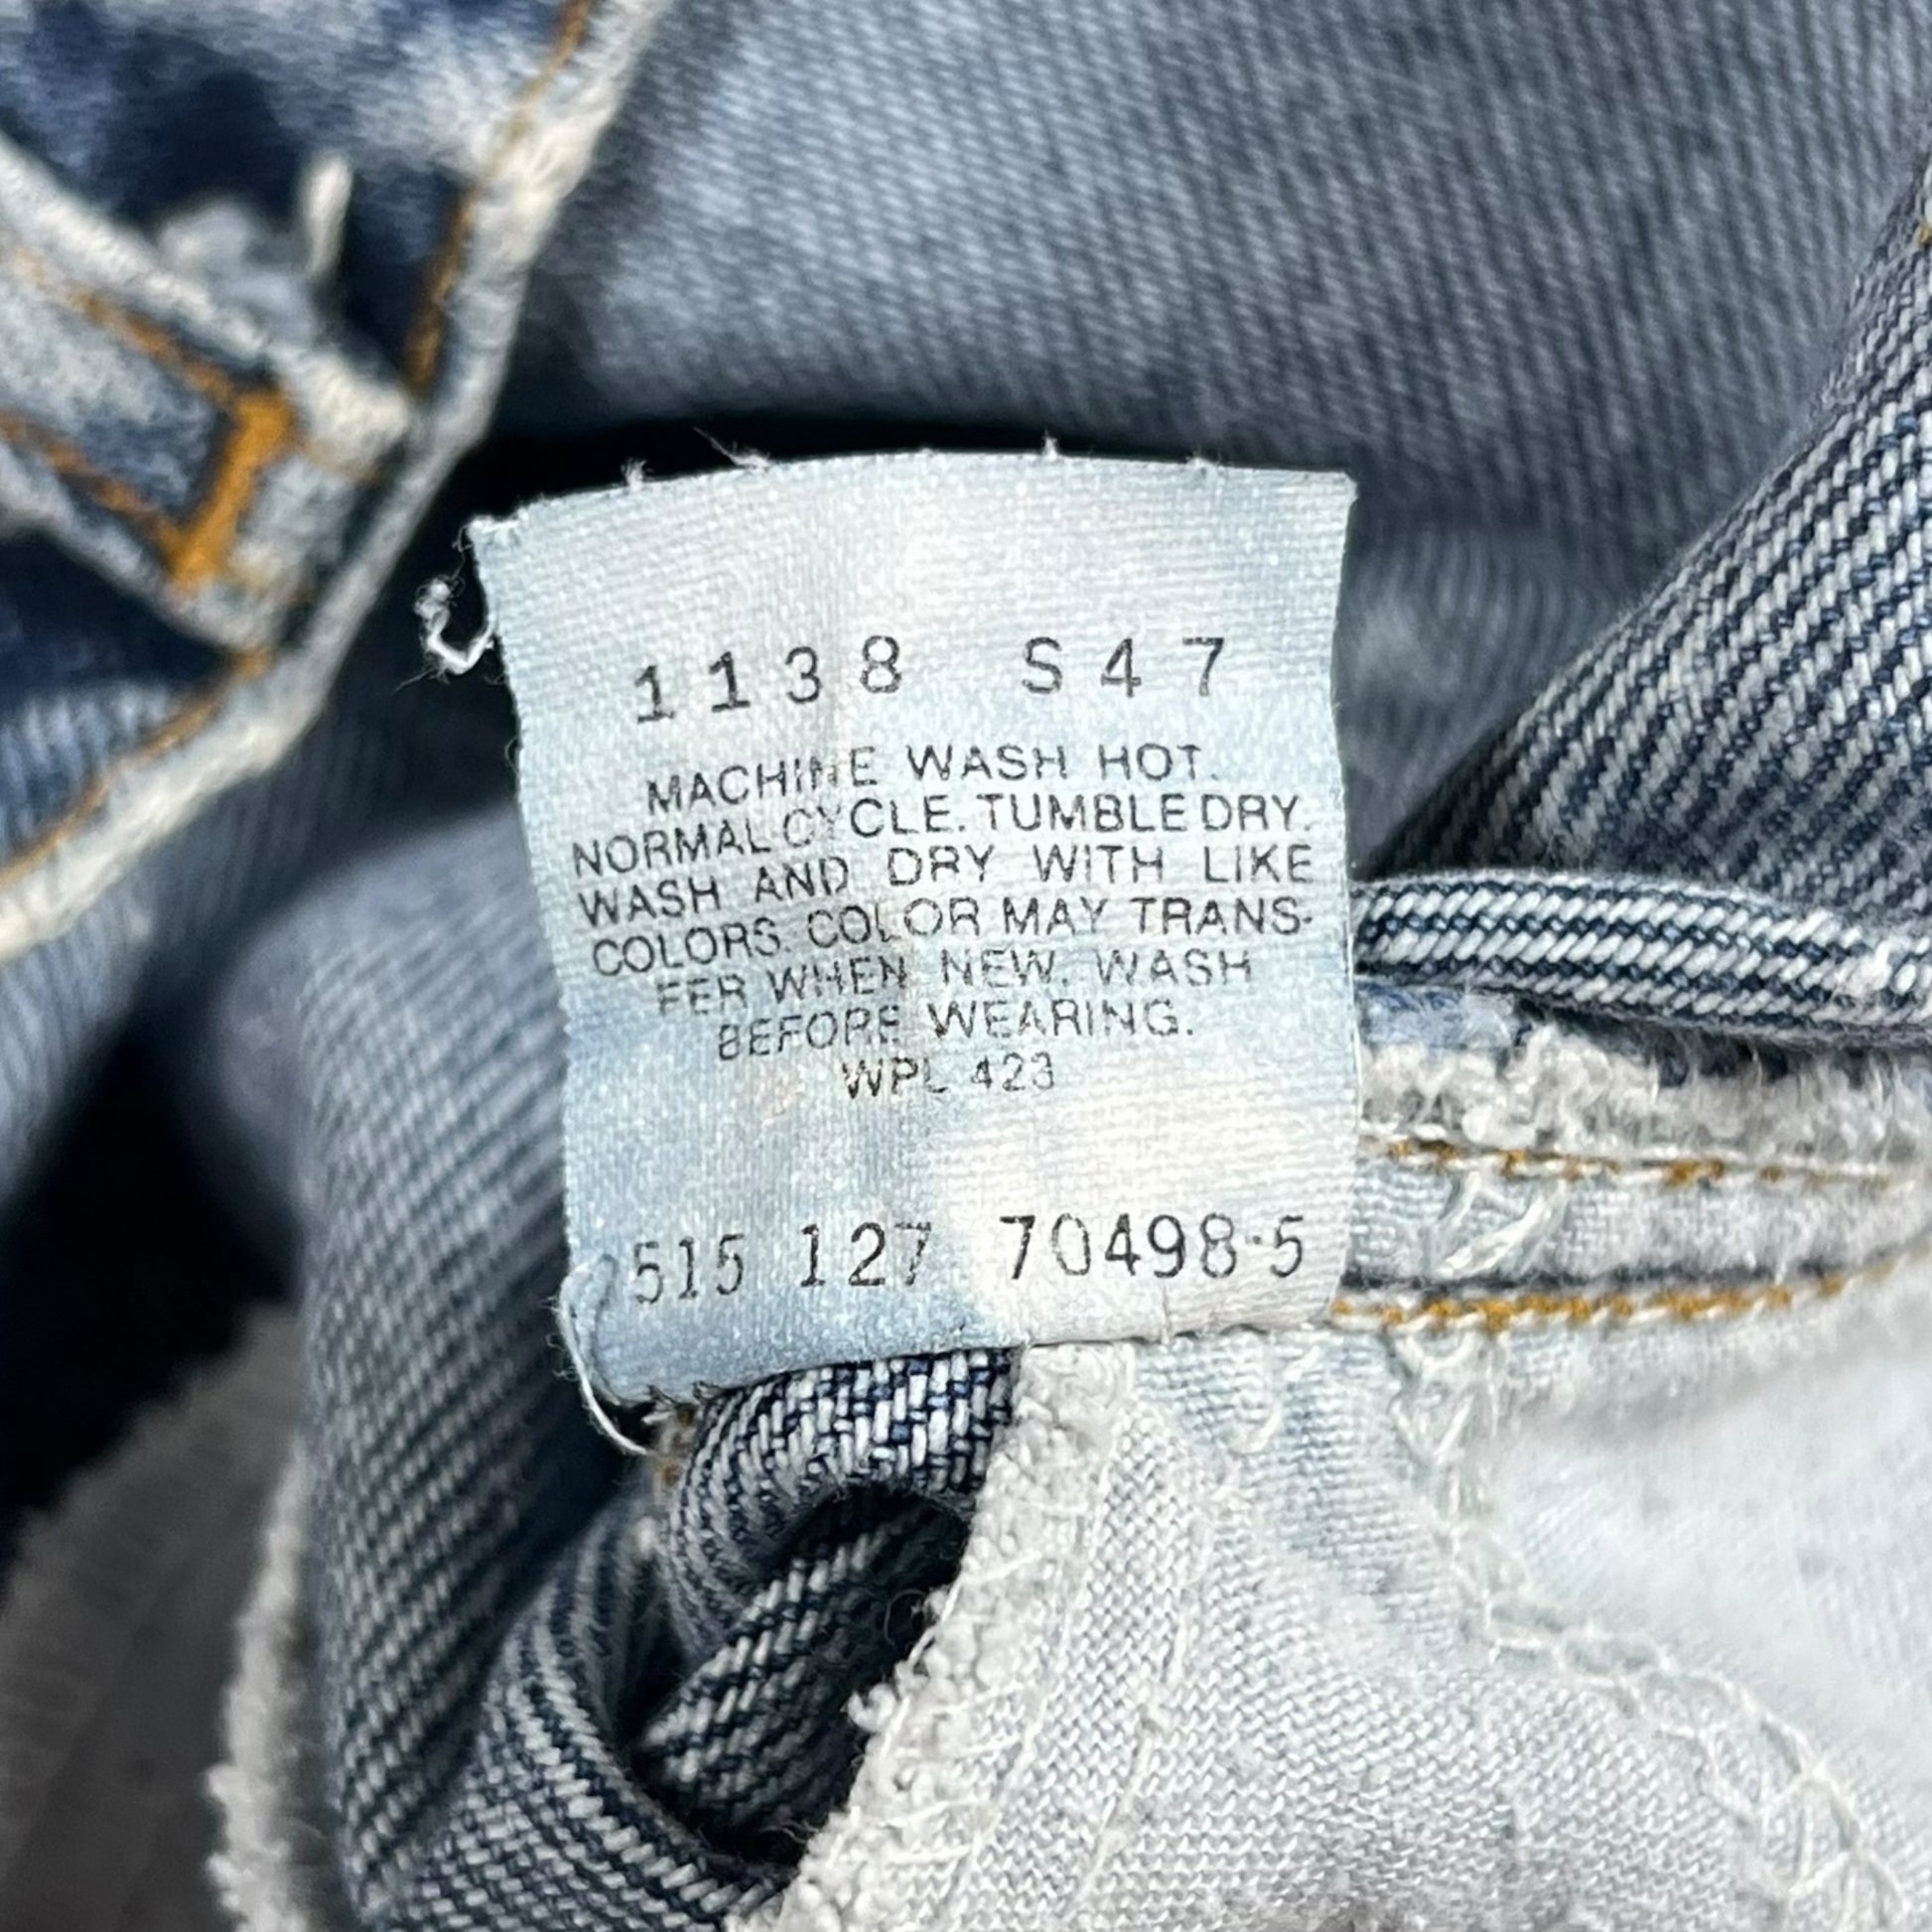 1138 S47
MACHINE WASH HOT.
NORMAL CYCLE. TUMBLE DRY.
WASH AND DRY WITH LIKE
COLORS. COLOR MAY TRANS-
FER WHEN NEW. WASH
BEFORE WEARING.
WPL 423
515 127 70498-5